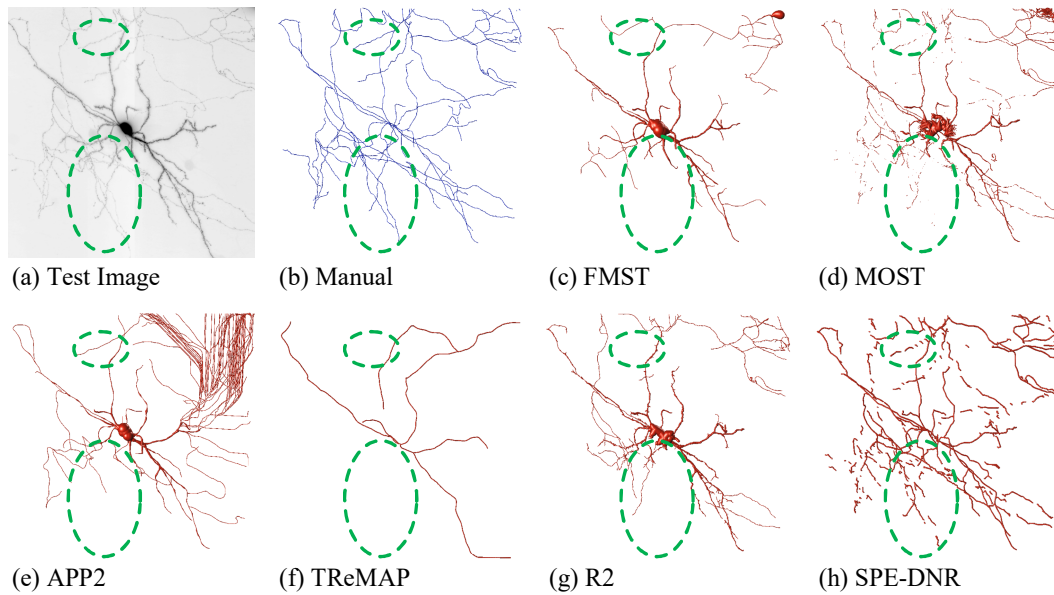 (a) Test Image
(b) Manual
(c) FMST
(d) MOST
(e) APP2
(f) TReMAP
(g) R2
(h) SPE-DNR